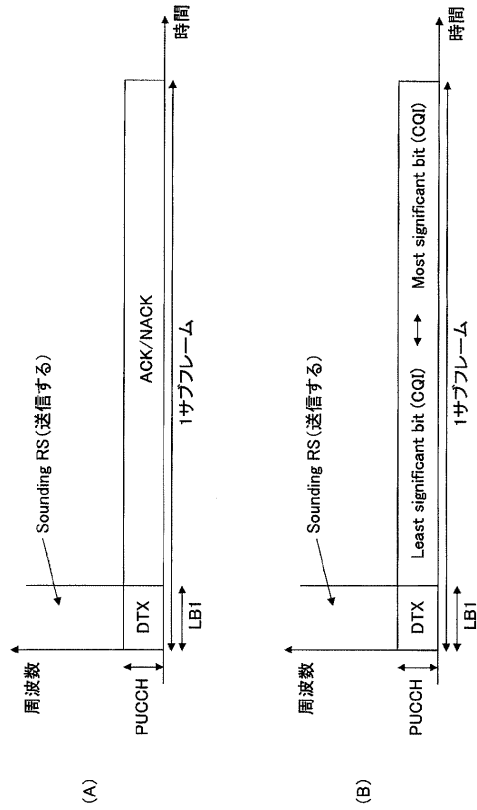 (A)
周波数
Sounding RS(送信する)
PUCCH
DTX
ACK/NACK
LB1
1サブフレーム
時間
(B)
周波数
Sounding RS(送信する)
PUCCH
DTX
Least significant bit (CQI)
Most significant bit (CQI)
LB1
1サブフレーム
時間